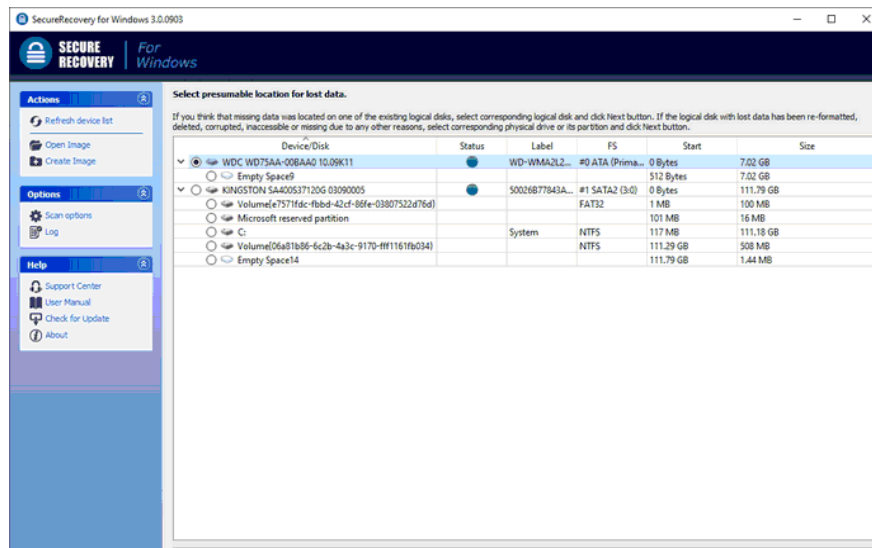 SecureRecovery for Windows 3.0.0903
SECURE RECOVERY For Windows
Actions
Refresh device list
Open Image
Create Image
Options
Scan options
Log
Help
Support Center
User Manual
Check for Update
About
Select presumable location for lost data.
If you think that missing data was located on one of the existing logical disks, select corresponding logical disk and click Next button. If the logical disk with lost data has been re-formatted,
deleted, corrupted, inaccessible or missing due to any other reasons, select corresponding physical drive or its partition and click Next button.
Device/Disk Status Label FS Start Size
WDC WD75AA-00BAA0 10.09K11 WD-WMA2L2... #0 ATA (Prima... 0 Bytes 7.02 GB
Empty Space9 512 Bytes 7.02 GB
KINGSTON SA400S37120G 03090005 50026B77843A... #1 SATA2 (3:0) 0 Bytes 111.79 GB
Volume{e7571fdc-fbbd-42cf-86fe-03807522d76d} FAT32 1 MB 100 MB
Microsoft reserved partition 101 MB 16 MB
C: System NTFS 117 MB 111.18 GB
Volume{06a81b86-6c2b-4a3c-9170-fff1161fb034} NTFS 111.29 GB 508 MB
Empty Space14 111.79 GB 1.44 MB